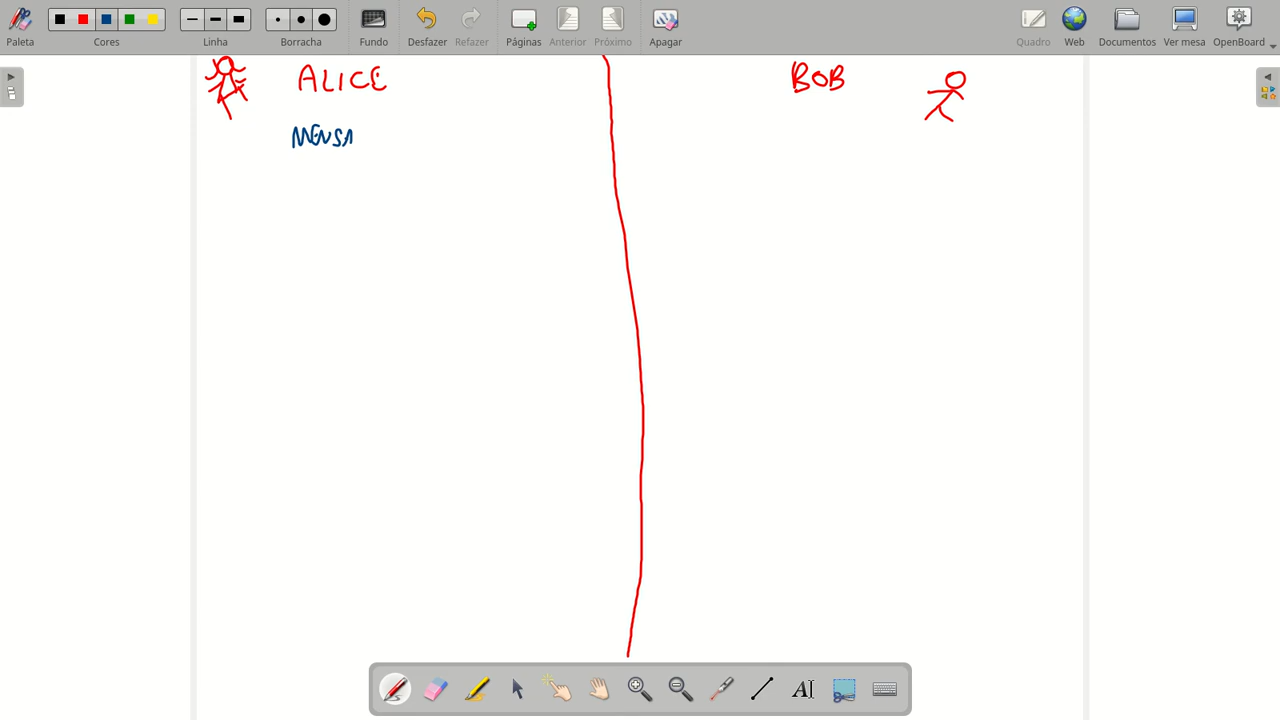 Paleta Cores Linha Borracha Fundo Desfazer Refazer Páginas Anterior Próximo Apagar Quadro Web Documentos Ver mesa OpenBoard
ALICE BOB
MENSA
AI